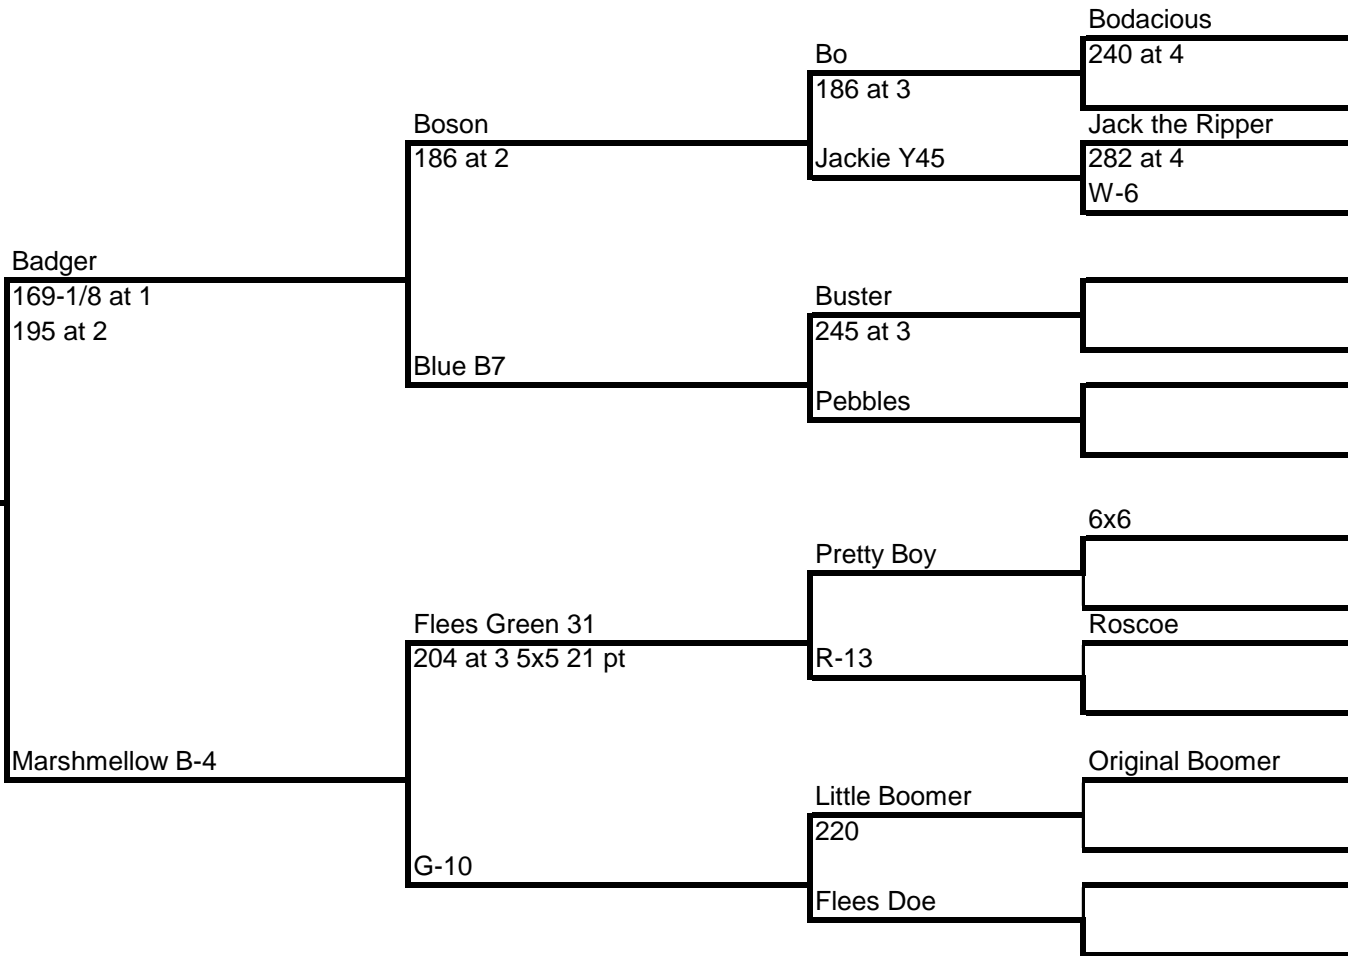 Bodacious
Bo
240 at 4
186 at 3
Boson
Jack the Ripper
186 at 2
Jackie Y45
282 at 4
W-6
Badger
169-1/8 at 1
Buster
195 at 2
245 at 3
Blue B7
Pebbles
6x6
Pretty Boy
Flees Green 31
Roscoe
204 at 3 5x5 21 pt
R-13
Marshmellow B-4
Original Boomer
Little Boomer
220
G-10
Flees Doe